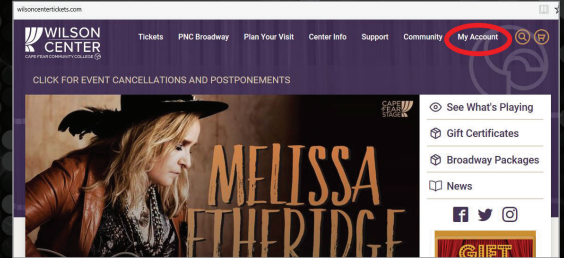 wilsoncentertickets.com
WILSON
CENTER
CAPE FEAR COMMUNITY COLLEGE
Tickets PNC Broadway Plan Your Visit Center Info Support Community My Account
CLICK FOR EVENT CANCELLATIONS AND POSTPONEMENTS
CAPE
FEAR
STAGE
MELISSA
ETHERIDGE
See What's Playing
Gift Certificates
Broadway Packages
News
GIFT